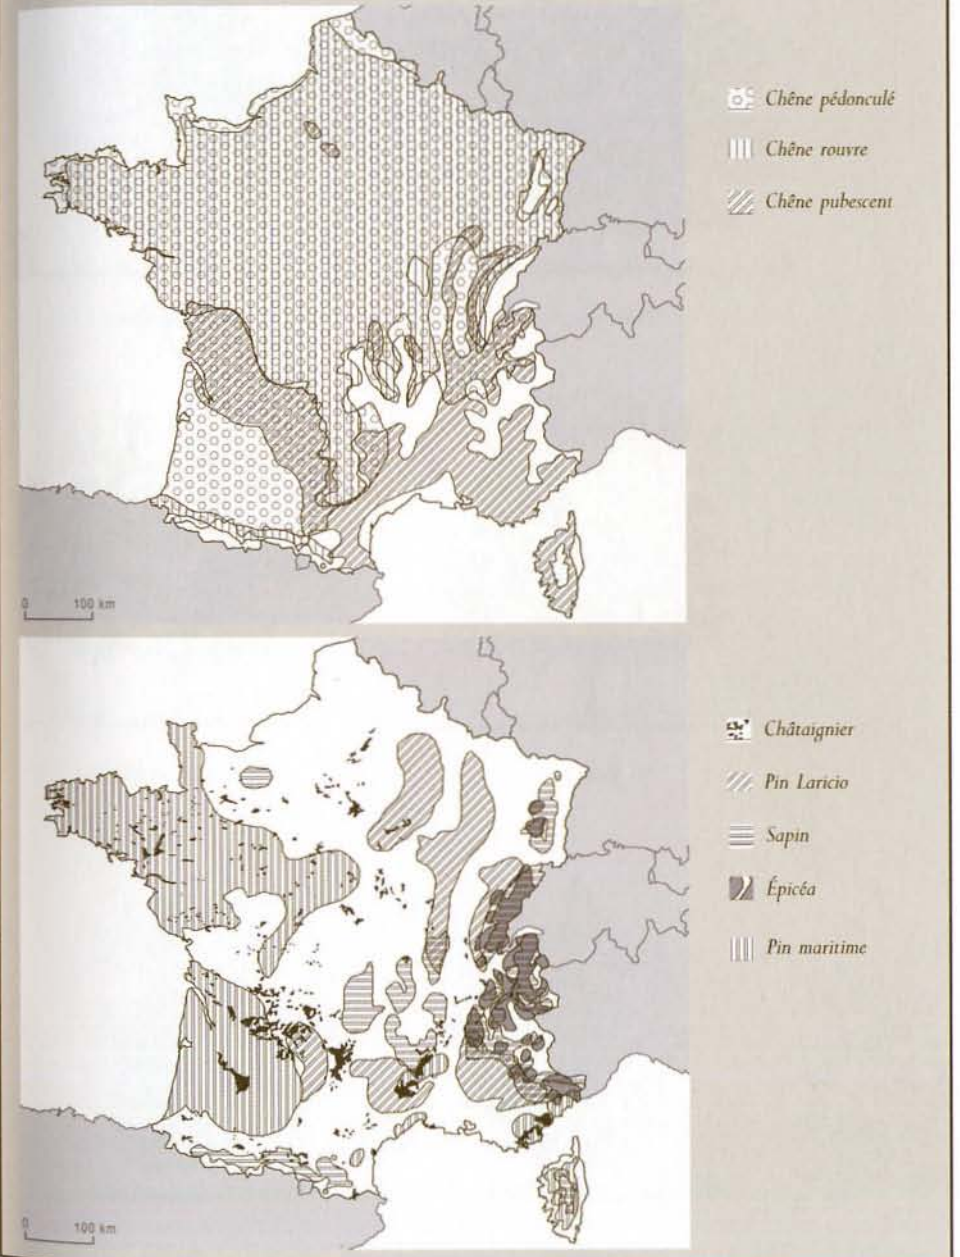 Chêne pédonculé
Chêne rouvre
Chêne pubescent
0 100 km
Châtaignier
Pin Laricio
Sapin
Épicéa
Pin maritime
0 100 km